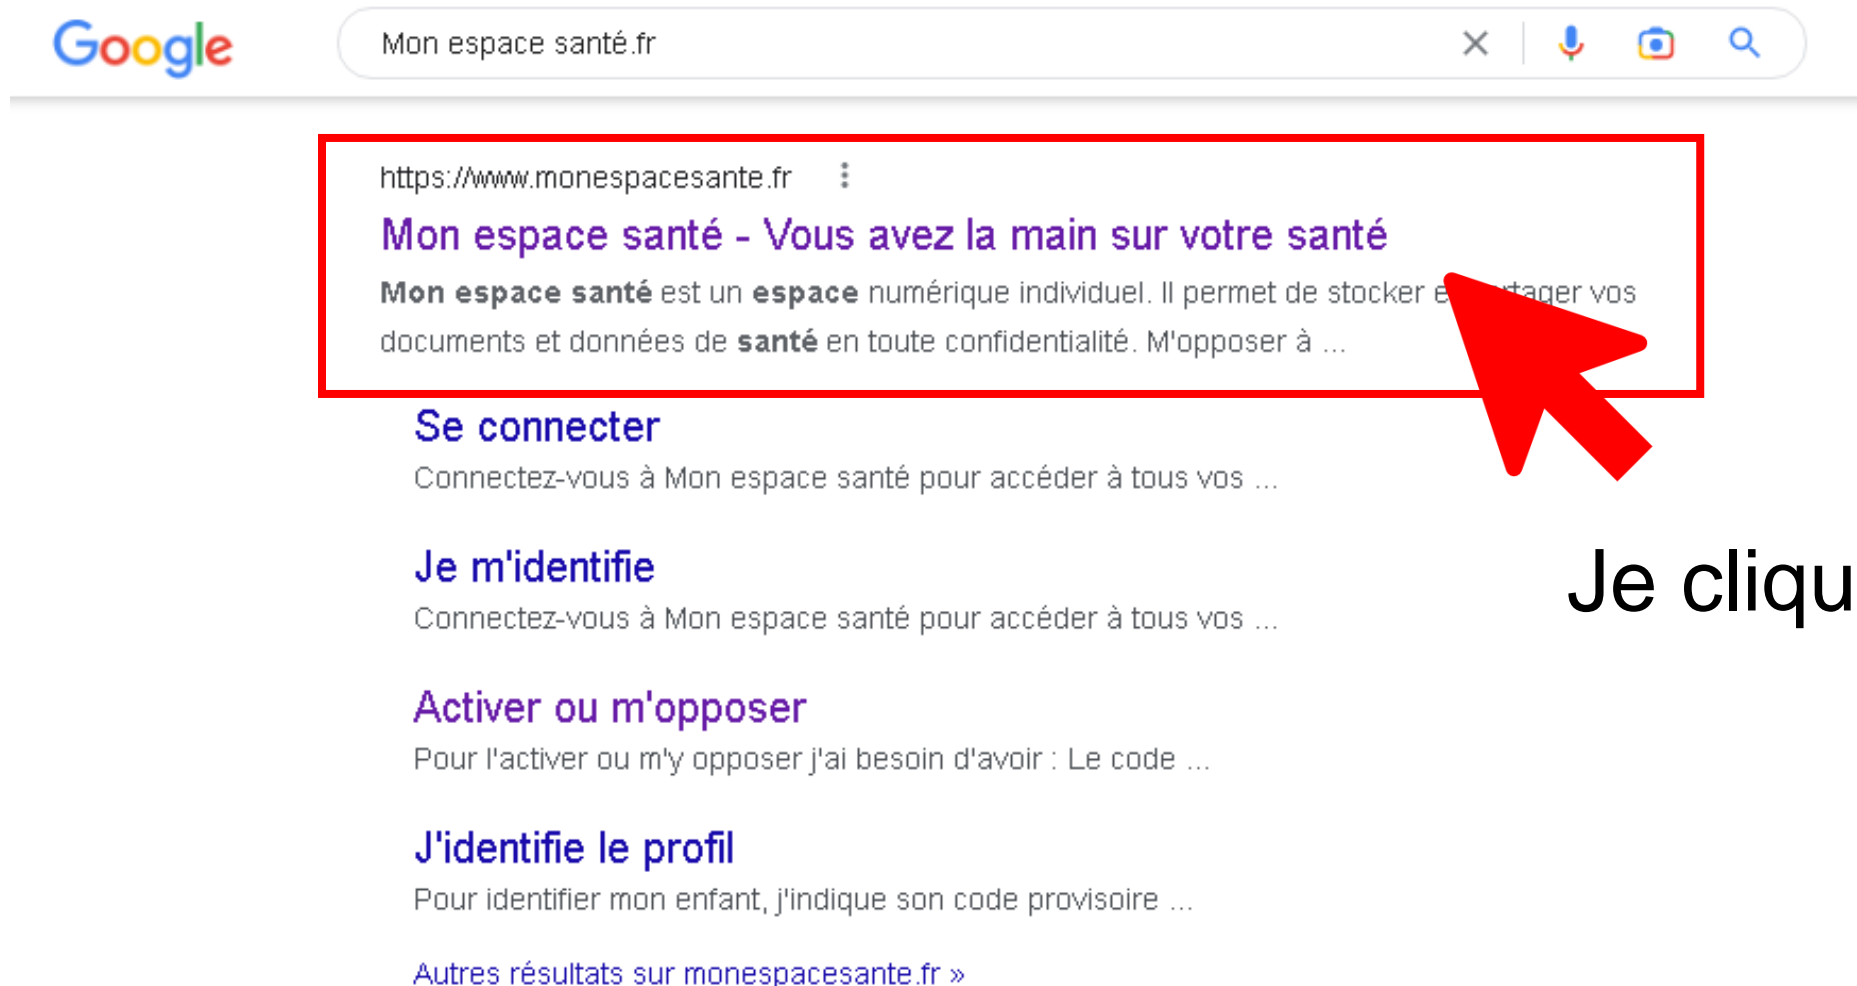 Google
Mon espace santé.fr
https://www.monespacesante.fr
Mon espace santé - Vous avez la main sur votre santé
Mon espace santé est un espace numérique individuel. Il permet de stocker e rtager vos
documents et données de santé en toute confidentialité. M'opposer à ...
Se connecter
Connectez-vous à Mon espace santé pour accéder à tous vos ...
Je m'identifie
Connectez-vous à Mon espace santé pour accéder à tous vos ...
Je cliqu
Activer ou m'opposer
Pour l'activer ou m'y opposer j'ai besoin d'avoir : Le code ...
J'identifie le profil
Pour identifier mon enfant, j'indique son code provisoire ...
Autres résultats sur monespacesante.fr »